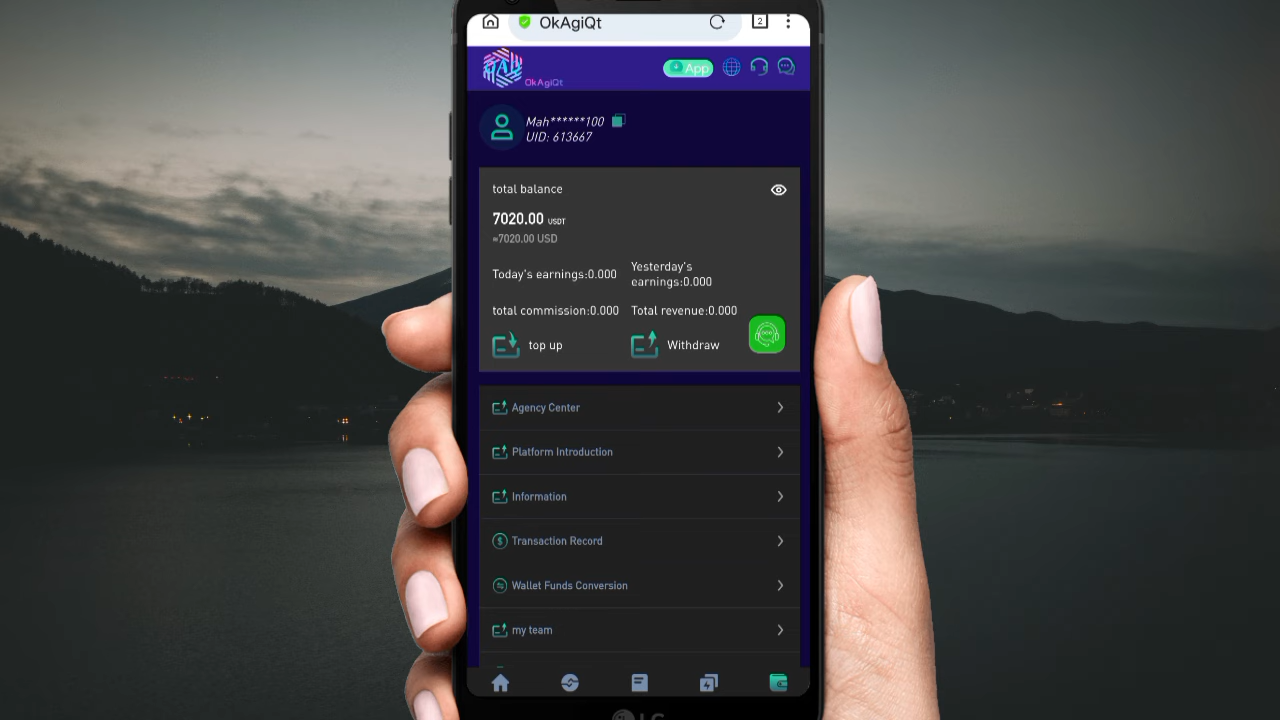 OkAgiQt
2
OkAgiQt
App
Mah******100
UID: 613667
total balance
7020.00 USDT
≈7020.00 USD
Today's earnings:0.000
Yesterday's
earnings:0.000
total commission:0.000
Total revenue:0.000
top up
Withdraw
Agency Center
Platform Introduction
Information
Transaction Record
Wallet Funds Conversion
my team
LG